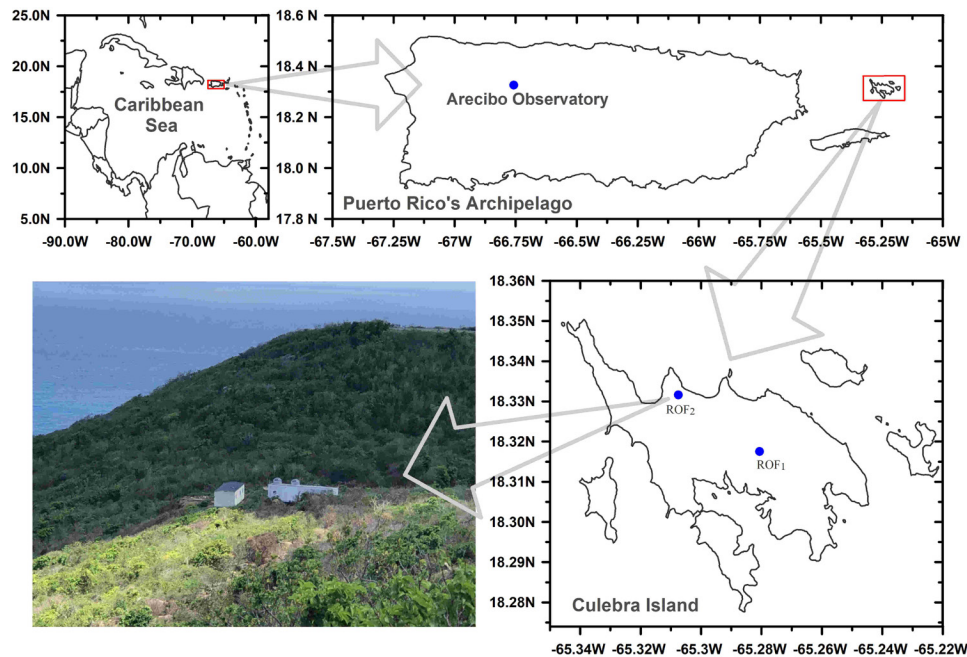 25.0N
20.0N
15.0N
10.0N
5.0N
-90.0W -80.0W -70.0W -60.0W
Caribbean
Sea
18.6 N
18.4 N
18.2 N
18.0 N
17.8 N
-67.5W -67.25W -67W -66.75W -66.5W -66.25W -66W -65.75W -65.5W -65.25W -65W
Arecibo Observatory
Puerto Rico's Archipelago
18.36N
18.35N
18.34N
18.33N
18.32N
18.31N
18.30N
18.29N
18.28N
-65.34W -65.32W -65.3W -65.28W -65.26W -65.24W -65.22W
ROF2
ROF1
Culebra Island